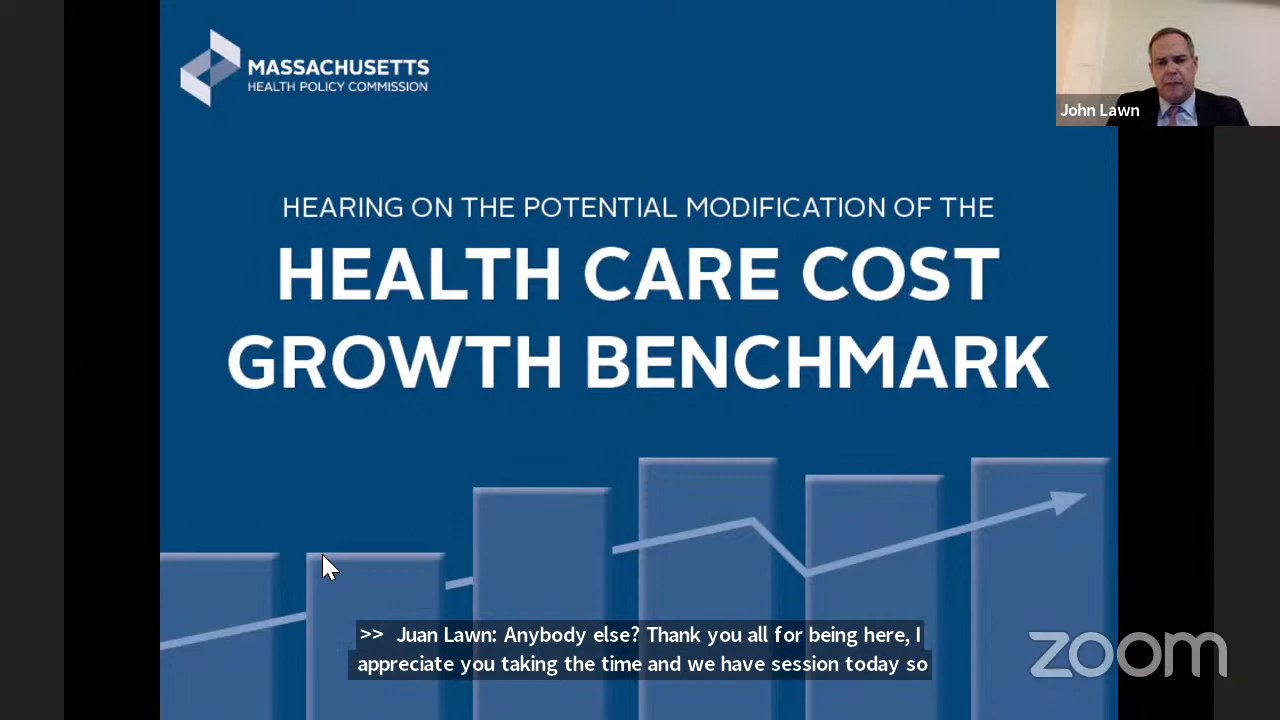 MASSACHUSETTS
HEALTH POLICY COMMISSION
John Lawn
HEARING ON THE POTENTIAL MODIFICATION OF THE
HEALTH CARE COST
GROWTH BENCHMARK
>> Juan Lawn: Anybody else? Thank you all for being here, I
appreciate you taking the time and we have session today so
zoom